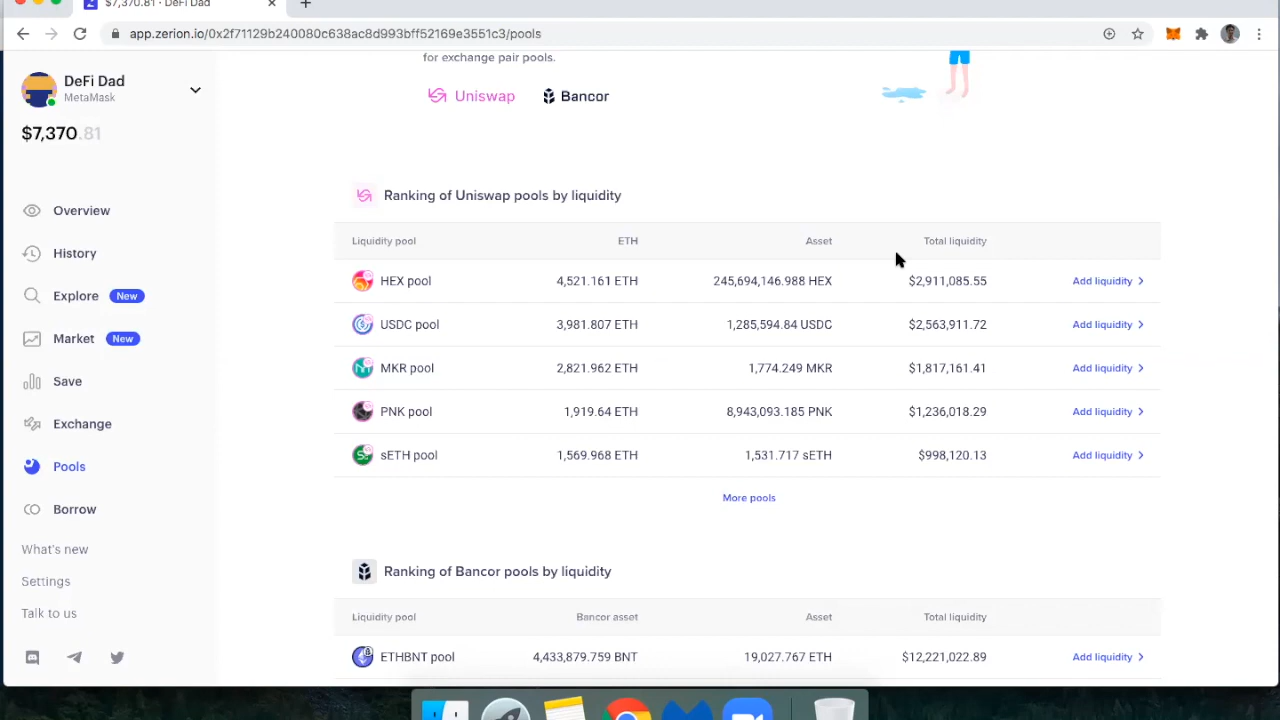 $7,370.81 · DeFi Dad
app.zerion.io/0x2f71129b240080c638ac8d993bff52169e3551c3/pools
DeFi Dad
MetaMask
$7,370.81
Overview
History
Explore New
Market New
Save
Exchange
Pools
Borrow
What's new
Settings
Talk to us
for exchange pair pools.
Uniswap Bancor
Ranking of Uniswap pools by liquidity
Liquidity pool ETH Asset Total liquidity
HEX pool 4,521.161 ETH 245,694,146.988 HEX $2,911,085.55 Add liquidity
USDC pool 3,981.807 ETH 1,285,594.84 USDC $2,563,911.72 Add liquidity
MKR pool 2,821.962 ETH 1,774.249 MKR $1,817,161.41 Add liquidity
PNK pool 1,919.64 ETH 8,943,093.185 PNK $1,236,018.29 Add liquidity
sETH pool 1,569.968 ETH 1,531.717 sETH $998,120.13 Add liquidity
More pools
Ranking of Bancor pools by liquidity
Liquidity pool Bancor asset Asset Total liquidity
ETHBNT pool 4,433,879.759 BNT 19,027.767 ETH $12,221,022.89 Add liquidity